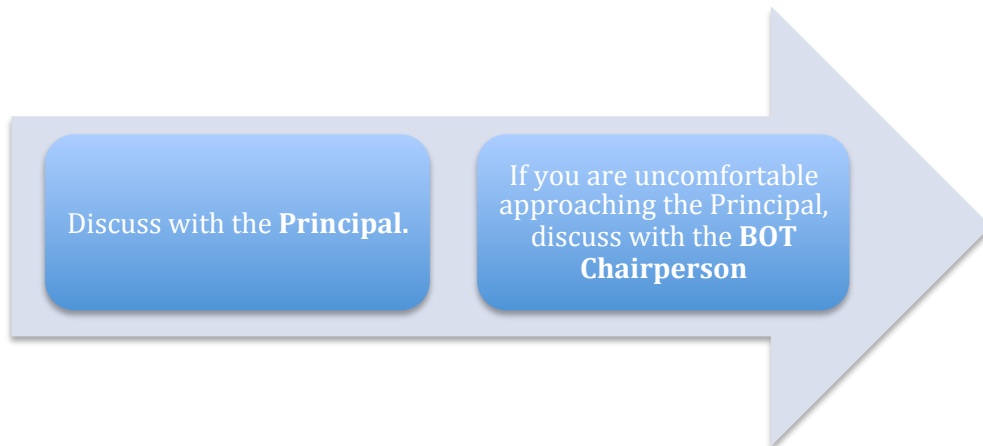 Discuss with the Principal.
If you are uncomfortable
approaching the Principal,
discuss with the BOT
Chairperson